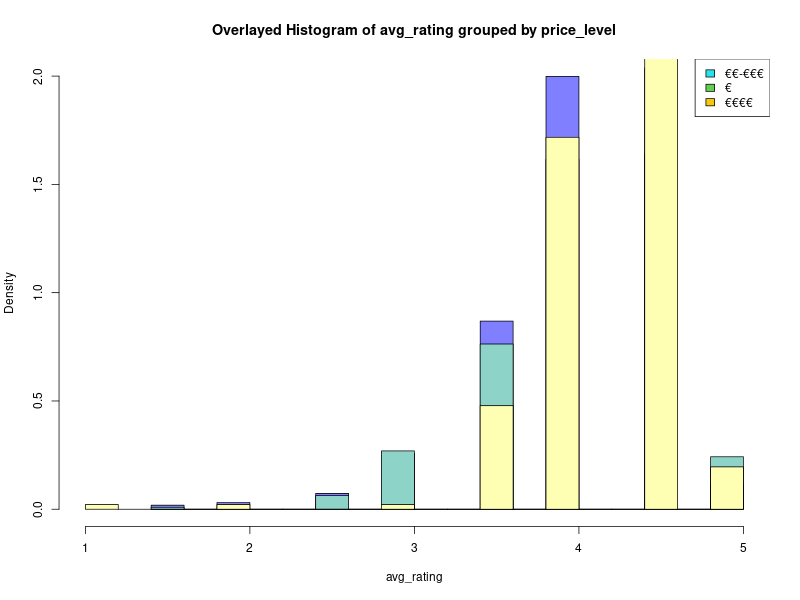 Overlayed Histogram of avg_rating grouped by price_level
€€-€€€
€
€€€€
2.0
1.5
1.0
0.5
0.0
Density
1 2 3 4 5
avg_rating